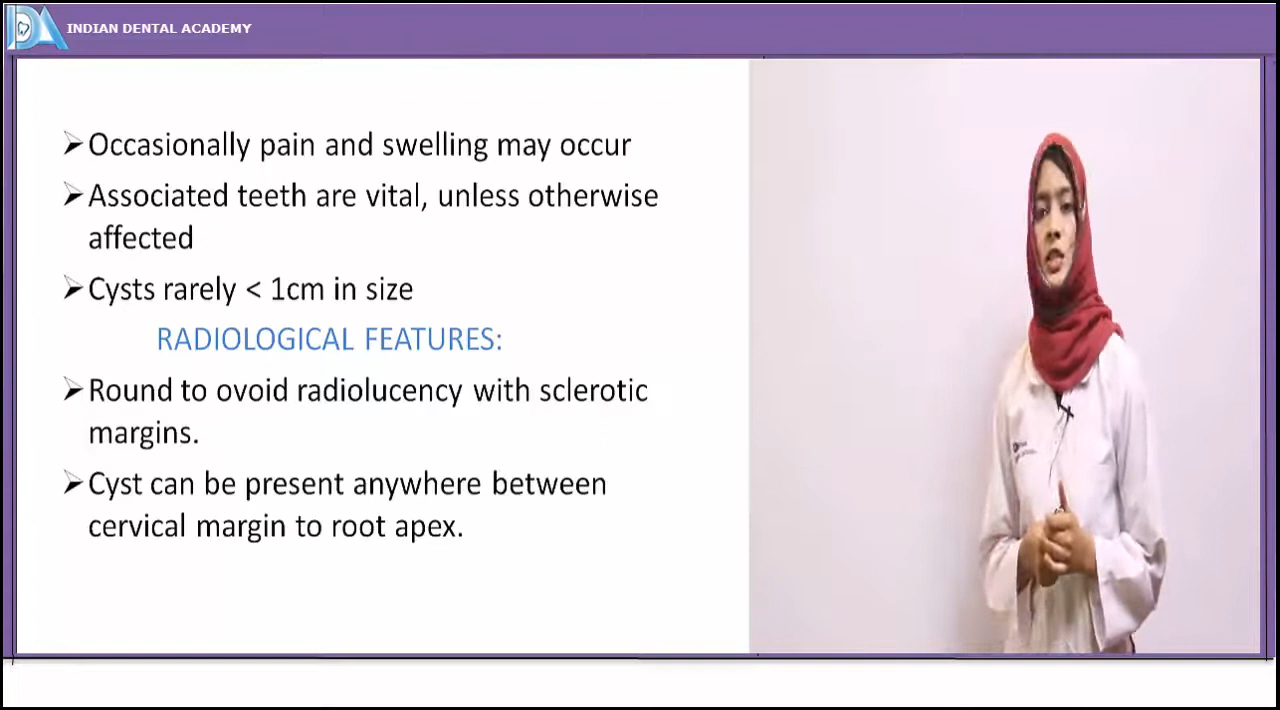 INDIAN DENTAL ACADEMY
➢Occasionally pain and swelling may occur
➢Associated teeth are vital, unless otherwise
affected
➢Cysts rarely < 1cm in size
RADIOLOGICAL FEATURES:
➢Round to ovoid radiolucency with sclerotic
margins.
➢Cyst can be present anywhere between
cervical margin to root apex.